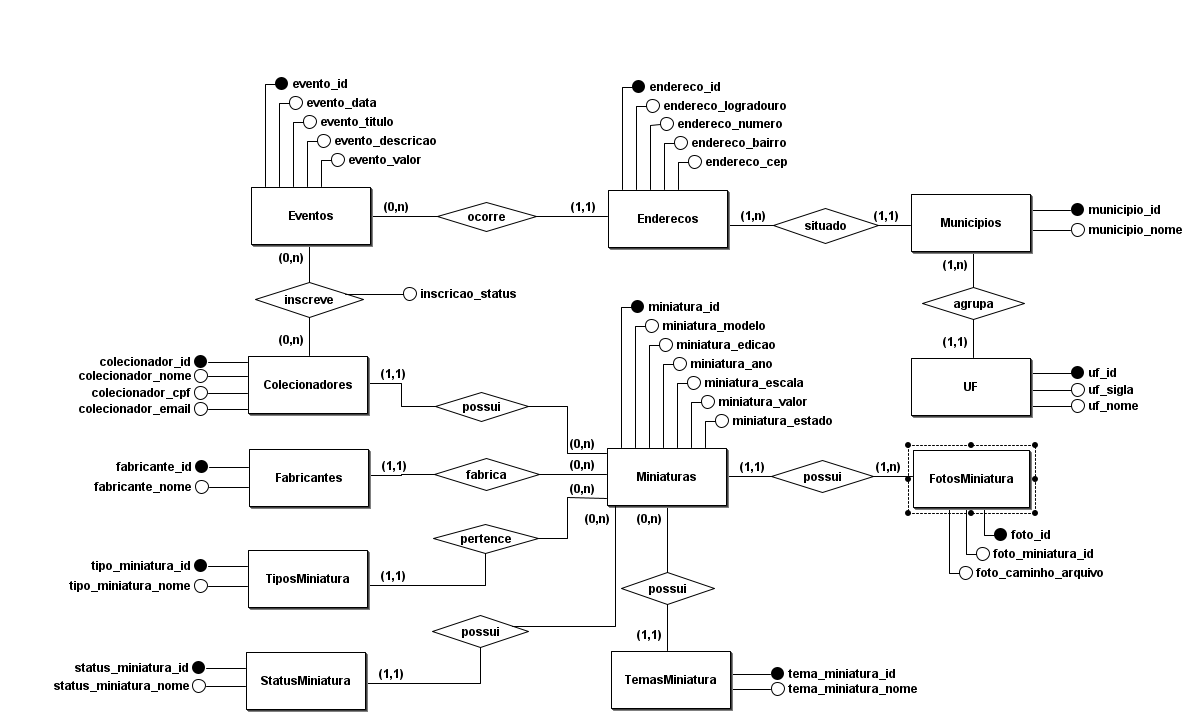 evento_id
evento_data
evento_titulo
evento_descricao
evento_valor
endereco_id
endereco_logradouro
endereco_numero
endereco_bairro
endereco_cep
Eventos
(0,n)
ocorre
(1,1)
Enderecos
(1,n)
situado
(1,1)
Municipios
municipio_id
municipio_nome
(0,n)
inscreve
inscricao_status
(0,n)
(1,n)
agrupa
(1,1)
UF
uf_id
uf_sigla
uf_nome
miniatura_id
miniatura_modelo
miniatura_edicao
miniatura_ano
miniatura_escala
miniatura_valor
miniatura_estado
colecionador_id
colecionador_nome
colecionador_cpf
colecionador_email
Colecionadores
(1,1)
possui
(0,n)
fabricante_id
fabricante_nome
Fabricantes
(1,1)
fabrica
(0,n)
Miniaturas
(1,1)
possui
(1,n)
FotosMiniatura
foto_id
foto_miniatura_id
foto_caminho_arquivo
(0,n)
pertence
(1,1)
tipo_miniatura_id
tipo_miniatura_nome
TiposMiniatura
(0,n)
(0,n)
possui
possui
(1,1)
status_miniatura_id
status_miniatura_nome
StatusMiniatura
(1,1)
TemasMiniatura
tema_miniatura_id
tema_miniatura_nome